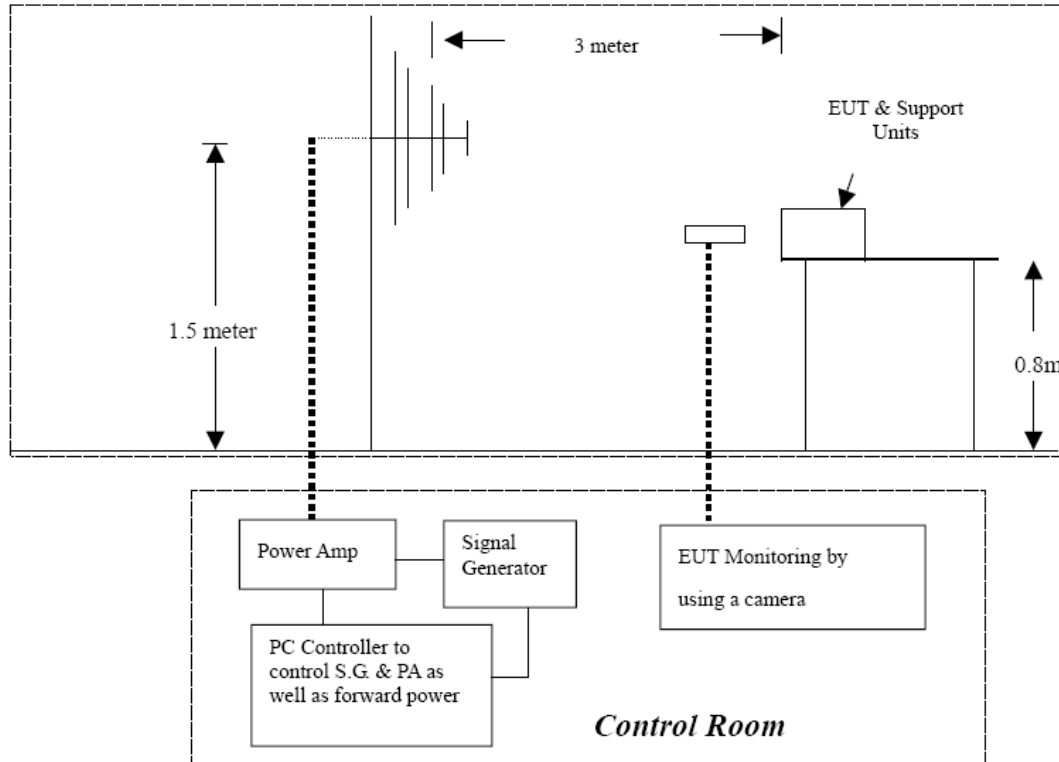 3 meter
EUT & Support
Units
1.5 meter
0.8m
Power Amp
Signal
Generator
EUT Monitoring by
using a camera
PC Controller to
control S.G. & PA as
well as forward power
Control Room